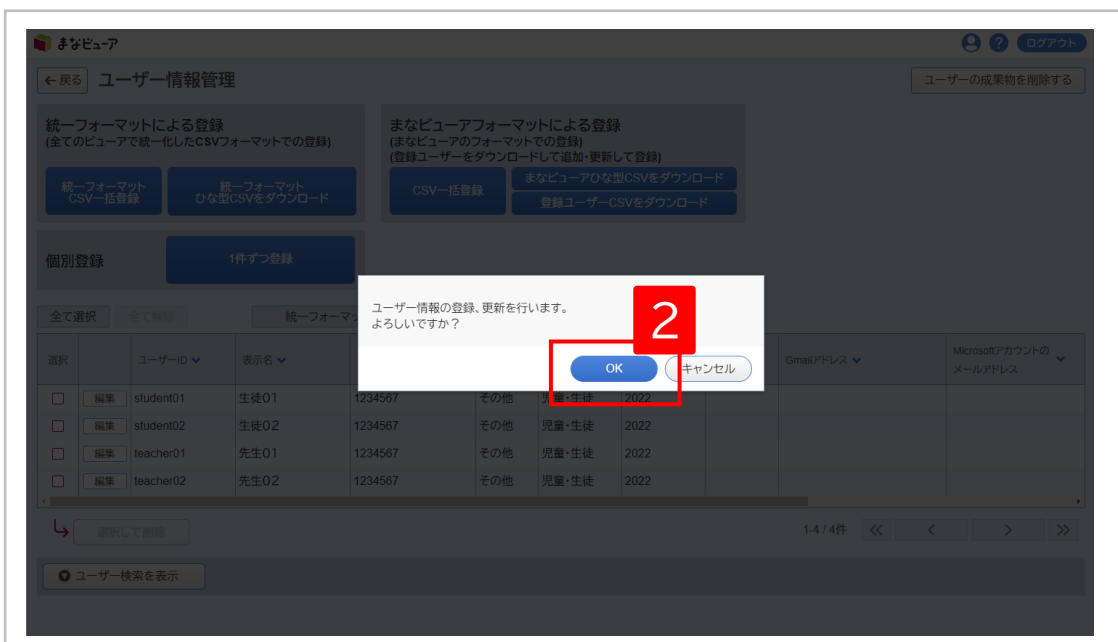 まなビューア
? ログアウト
←戻る ユーザー情報管理
ユーザーの成果物を削除する
統一フォーマットによる登録
(全てのビューアで統一化したCSVフォーマットでの登録)
統一フォーマット
CSV一括登録
統一フォーマット
ひな型CSVをダウンロード
まなビューアフォーマットによる登録
(まなビューアのフォーマットでの登録)
(登録ユーザーをダウンロードして追加・更新して登録)
CSV一括登録
まなビューアひな型CSVをダウンロード
登録ユーザーCSVをダウンロード
個別登録
1件ずつ登録
ユーザー情報の登録、更新を行います。
よろしいですか?
2
OK キャンセル
全て選択 全て解除 統一フォーマ
選択 ユーザーID 表示名 Gmailアドレス Microsoftアカウントの
メールアドレス
編集 student01 生徒01 1234567 その他 児童・生徒 2022
編集 student02 生徒02 1234567 その他 児童・生徒 2022
編集 teacher01 先生01 1234567 その他 児童・生徒 2022
編集 teacher02 先生02 1234567 その他 児童・生徒 2022
選択して削除
1-4 / 4件
ユーザー検索を表示